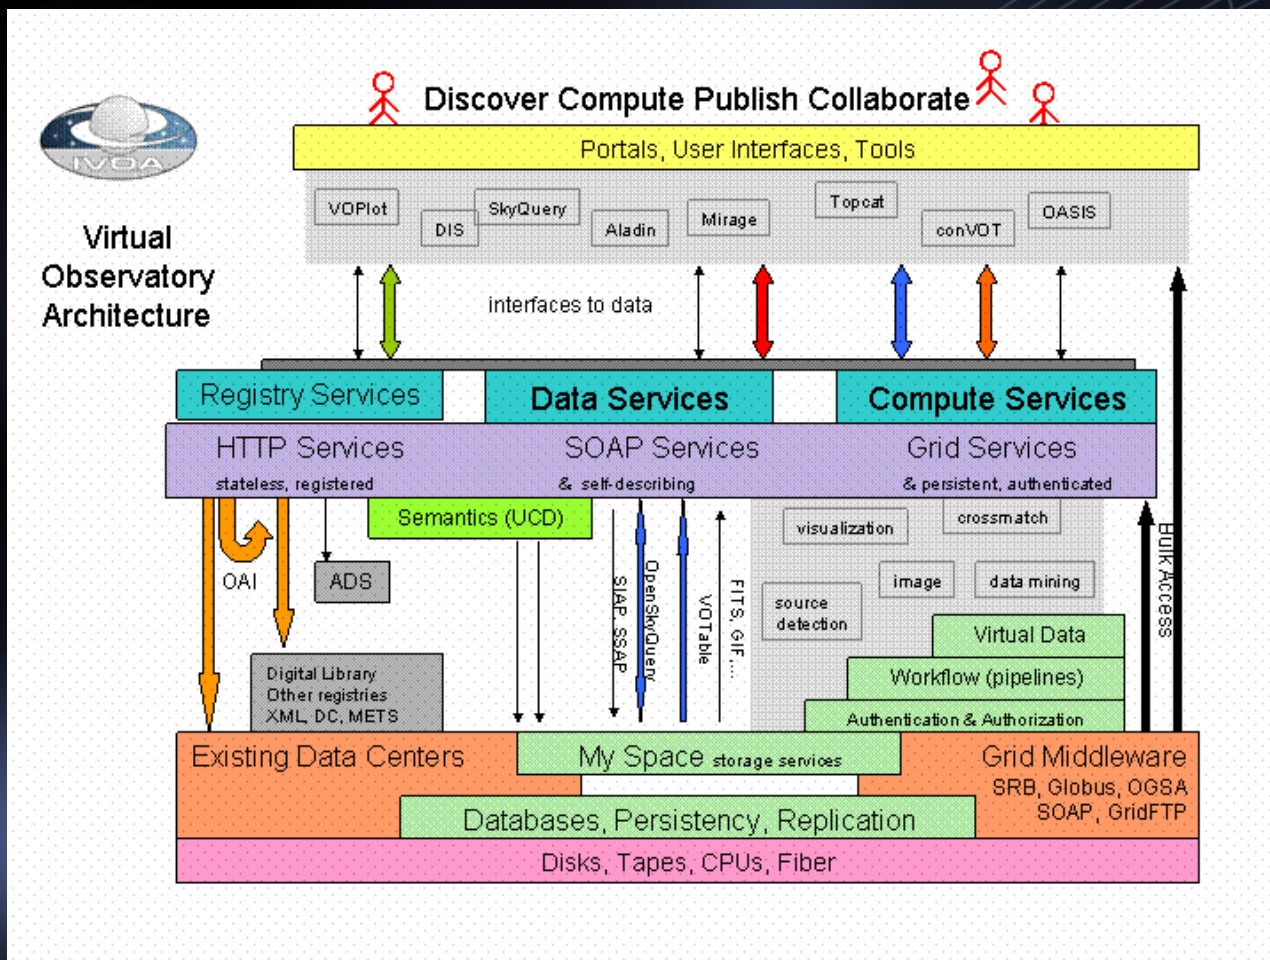 Discover Compute Publish Collaborate
IVOA
Portals, User Interfaces, Tools
Virtual
Observatory
Architecture
VOPlot
DIS
SkyQuery
Aladin
Mirage
Topcat
conVOT
OASIS
interfaces to data
Registry Services
Data Services
Compute Services
HTTP Services
stateless, registered
SOAP Services
& self-describing
Grid Services
& persistent, authenticated
Semantics (UCD)
OAI
ADS
SIAP, SSAP
OpenSkyQuery
VOTable
FITS, GIF,....
visualization
crossmatch
image
data mining
source
detection
Bulk Access
Digital Library
Other registries
XML, DC, METS
Virtual Data
Workflow (pipelines)
Authentication & Authorization
Existing Data Centers
My Space storage services
Grid Middleware
SRB, Globus, OGSA
SOAP, GridFTP
Databases, Persistency, Replication
Disks, Tapes, CPUs, Fiber